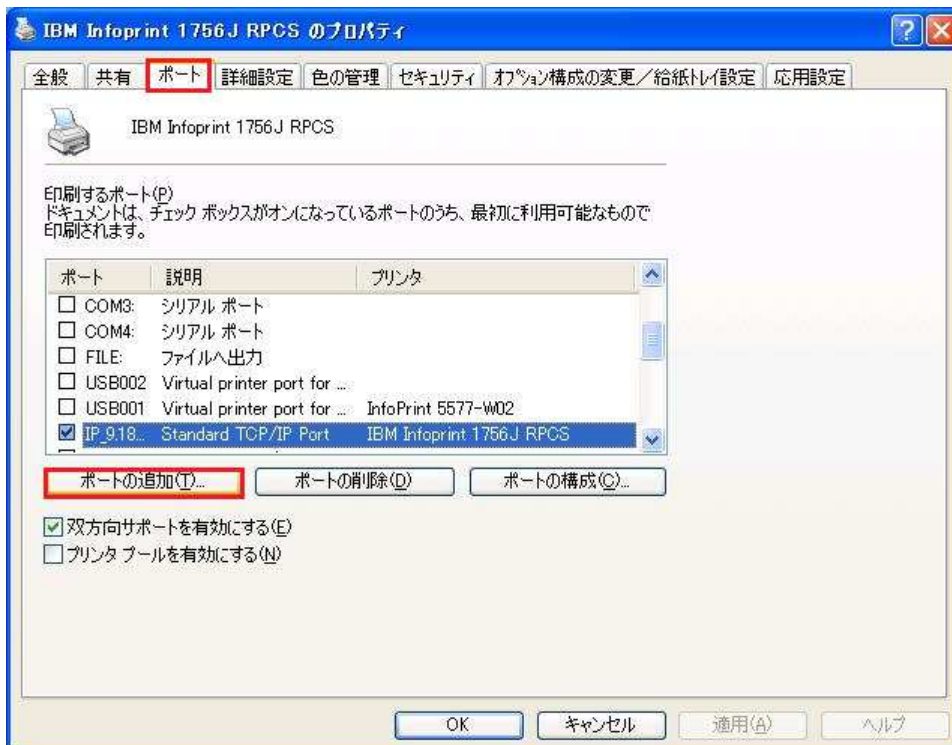 IBM Infoprint 1756J RPCS のプロパティ
全般 共有 ポート 詳細設定 色の管理 セキュリティ オプション構成の変更／給紙トレイ設定 応用設定
IBM Infoprint 1756J RPCS
印刷するポート(P)
ドキュメントは、チェック ボックスがオンになっているポートのうち、最初に利用可能なもので
印刷されます。
ポート 説明 プリンタ
COM3: シリアル ポート
COM4: シリアル ポート
FILE: ファイルへ出力
USB002 Virtual printer port for ...
USB001 Virtual printer port for ... InfoPrint 5577-W02
IP_9.18... Standard TCP/IP Port IBM Infoprint 1756J RPCS
ポートの追加(T)... ポートの削除(D) ポートの構成(C)...
双方向サポートを有効にする(E)
プリンタ プールを有効にする(N)
OK キャンセル 適用(A) ヘルプ